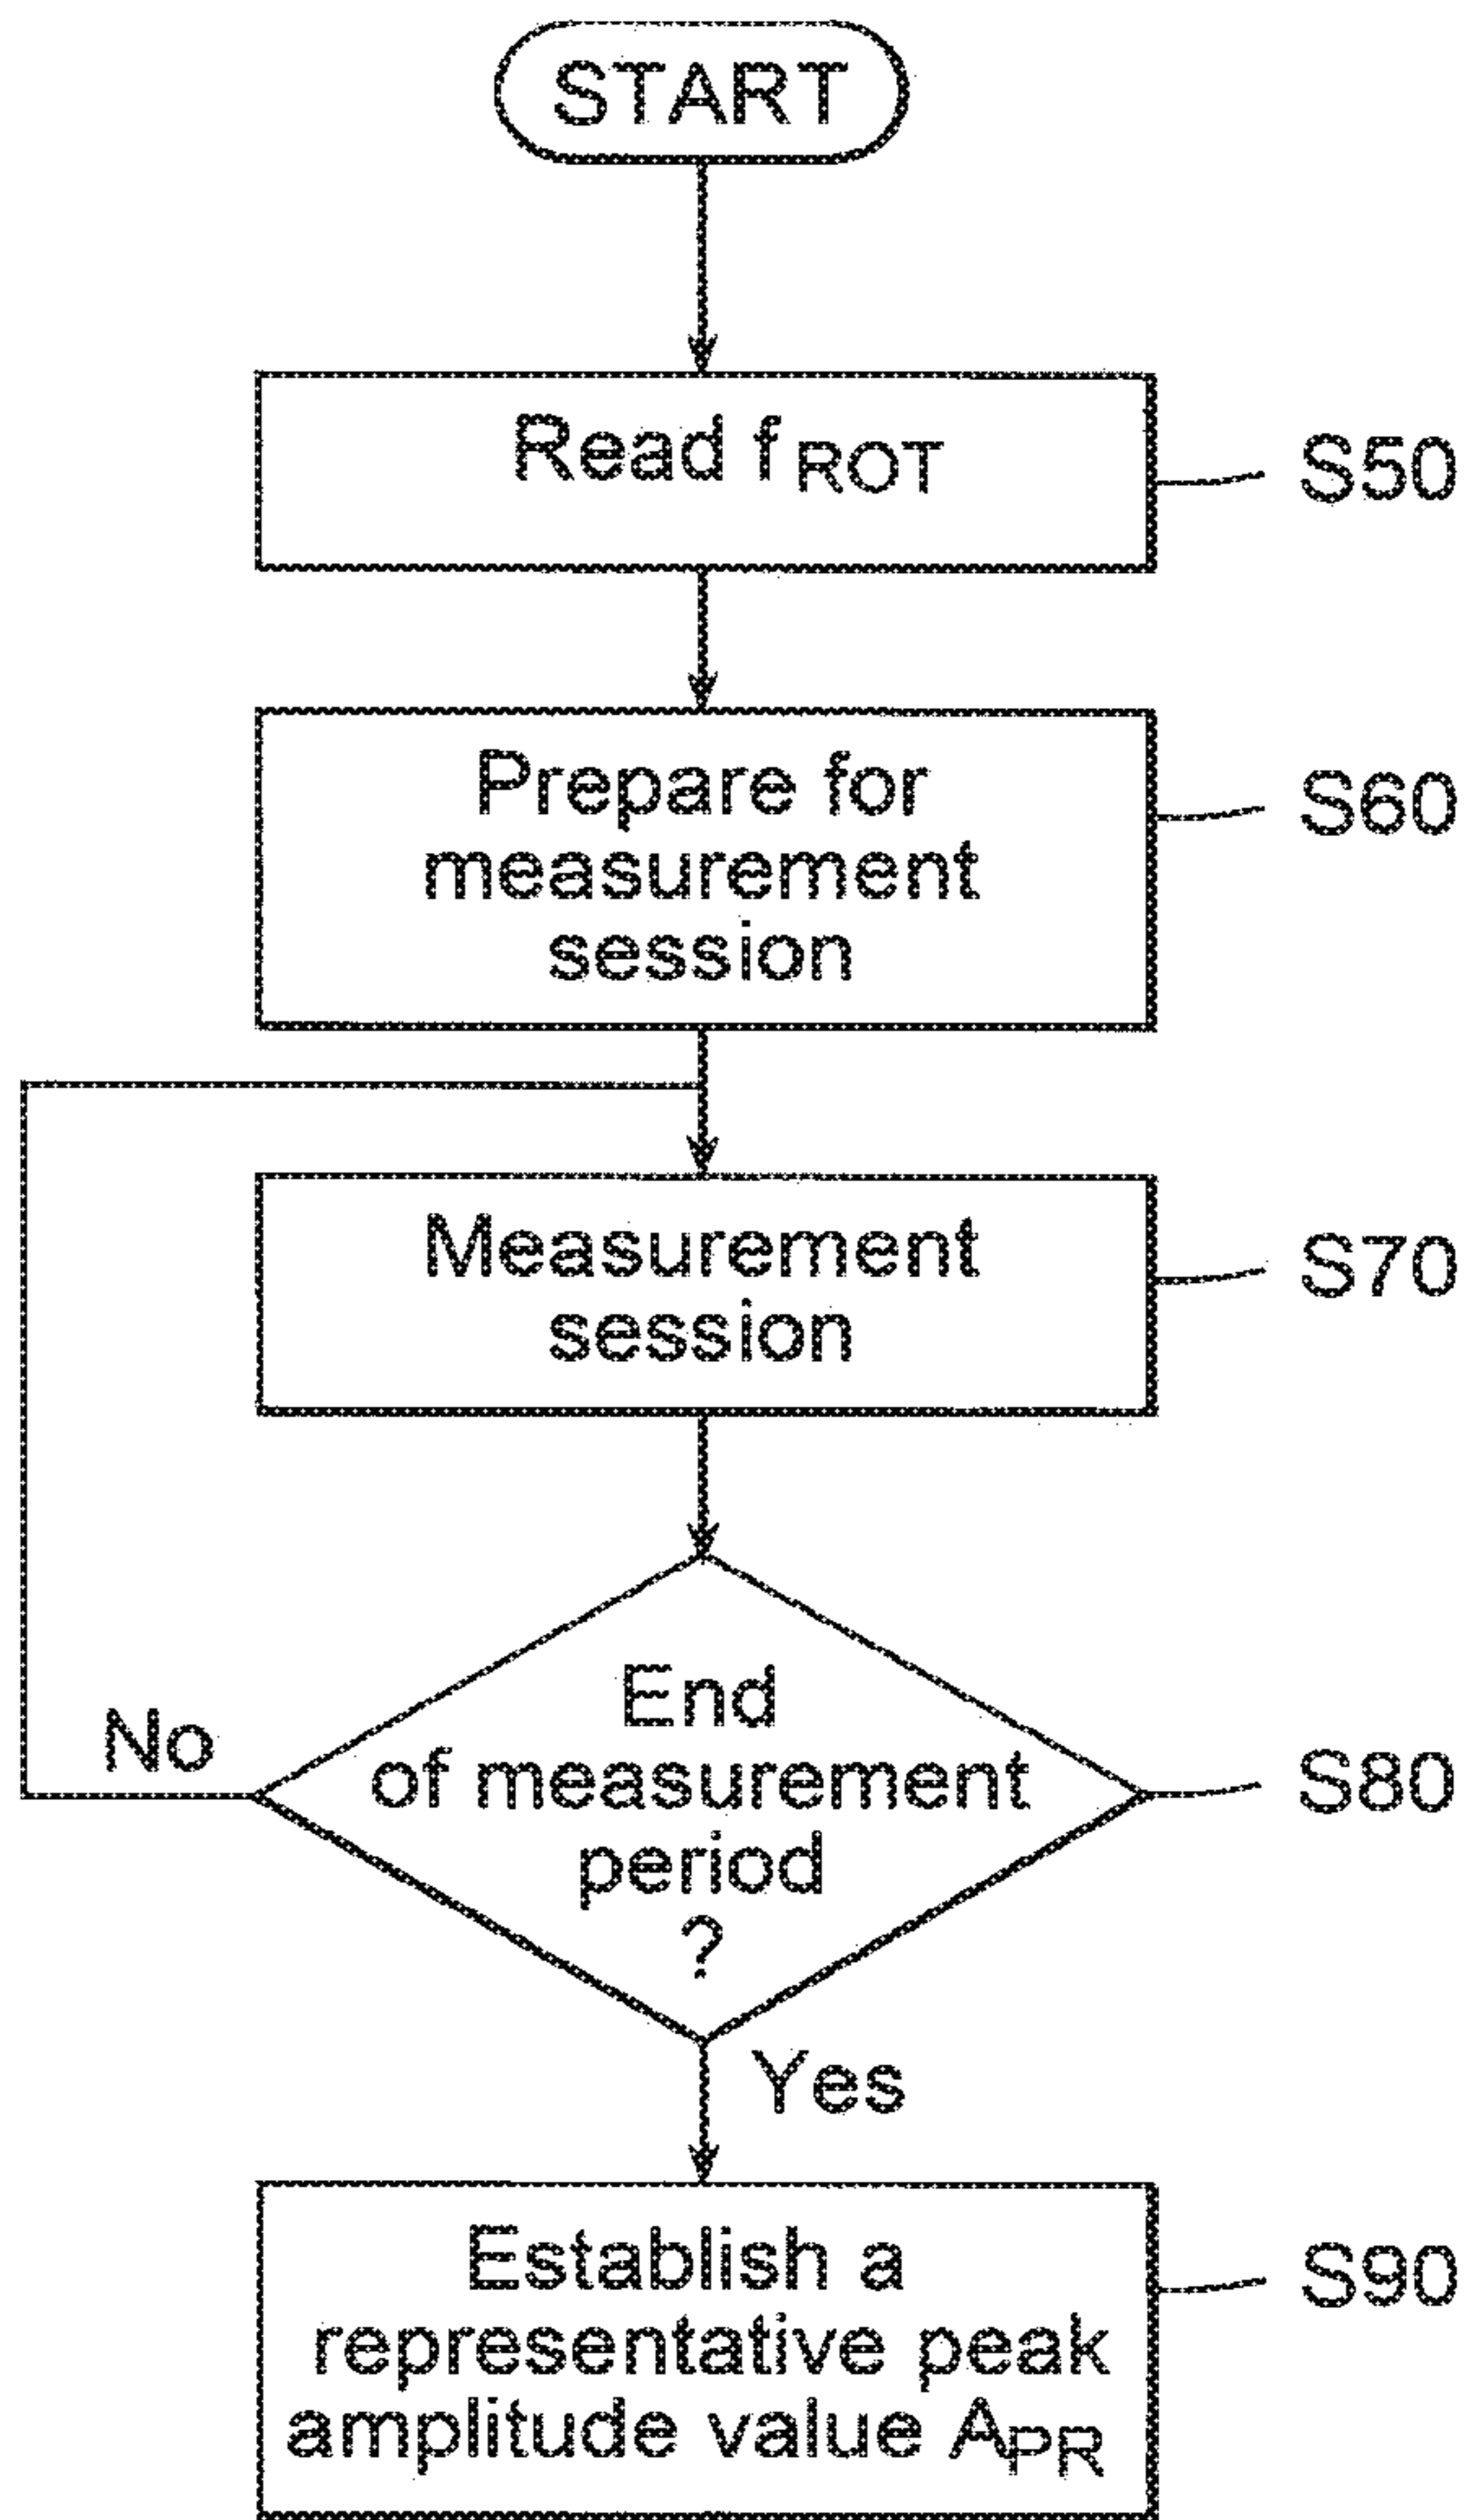 START
Read fROT
S50
Prepare for
measurement
session
S60
Measurement
session
S70
End
of measurement
period
?
S80
No
Yes
Establish a
representative peak
amplitude value APR
S90